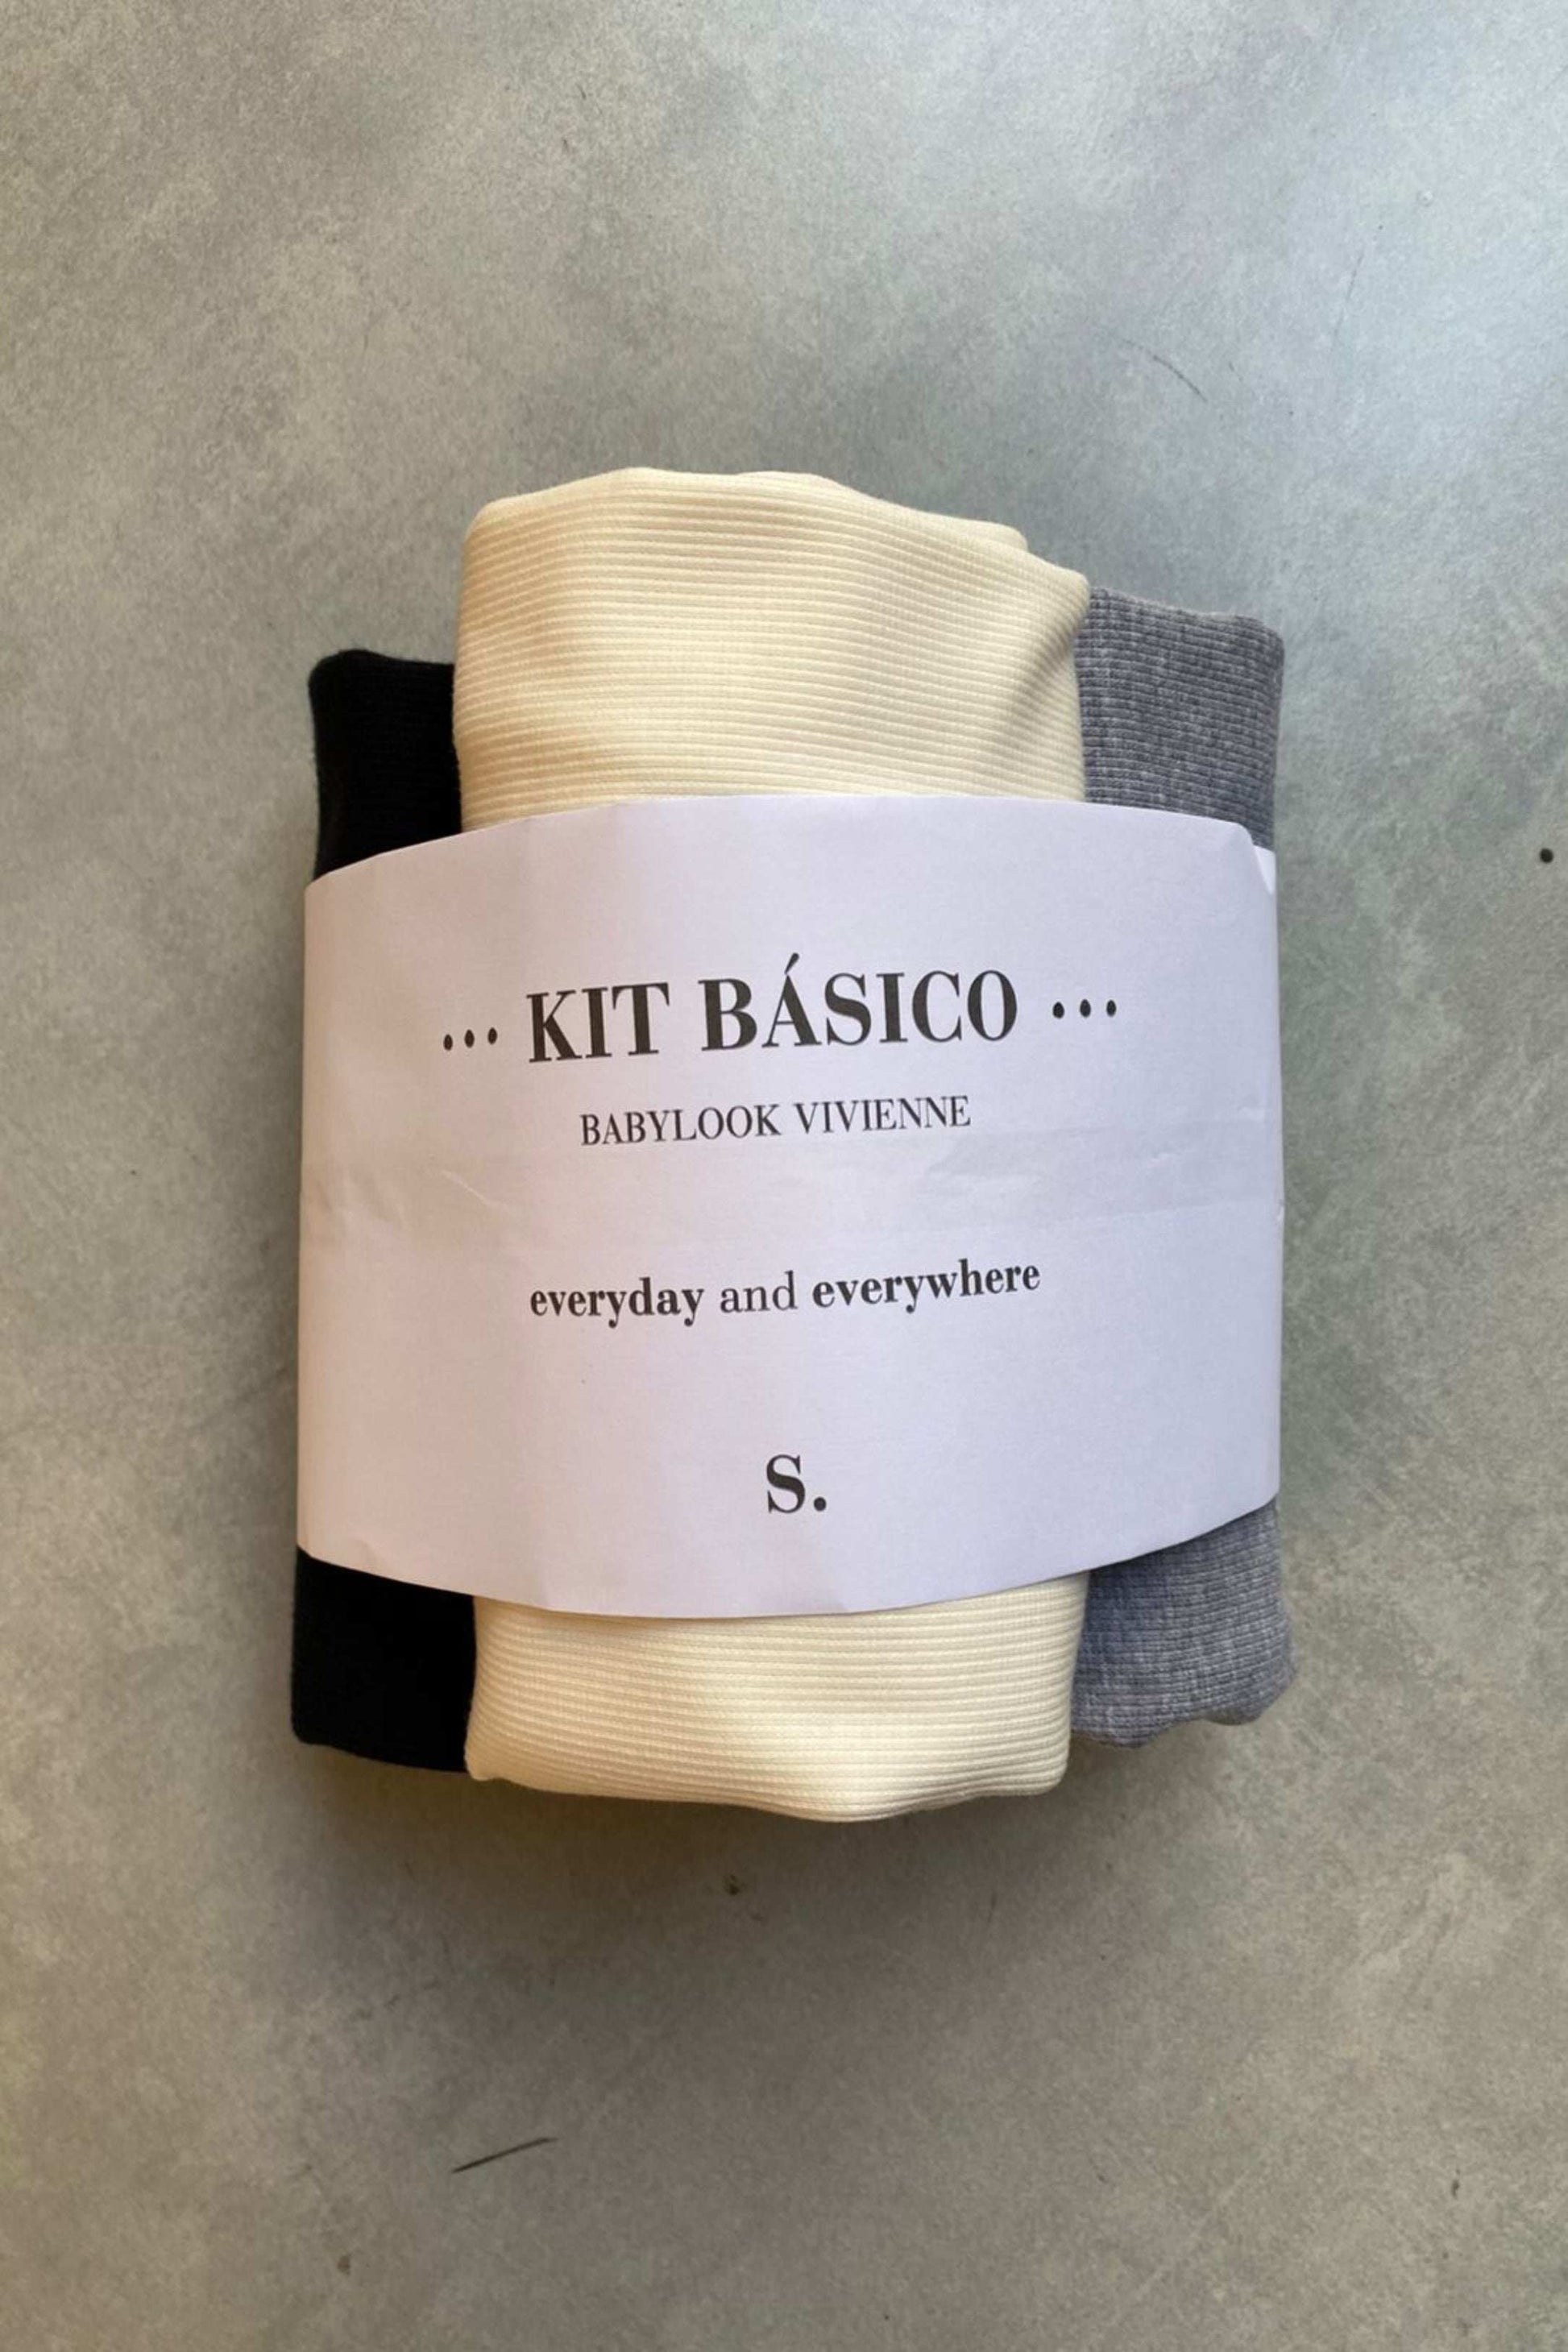 ... KIT BÁSICO ...
BABYLOOK VIVIENNE
everyday and everywhere
S.